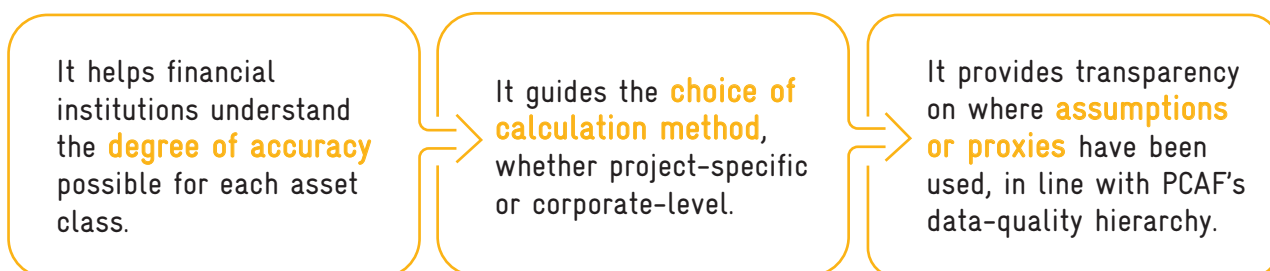 It helps financial
institutions understand
the degree of accuracy
possible for each asset
class.
It guides the choice of
calculation method,
whether project-specific
or corporate-level.
It provides transparency
on where assumptions
or proxies have been
used, in line with PCAF's
data-quality hierarchy.